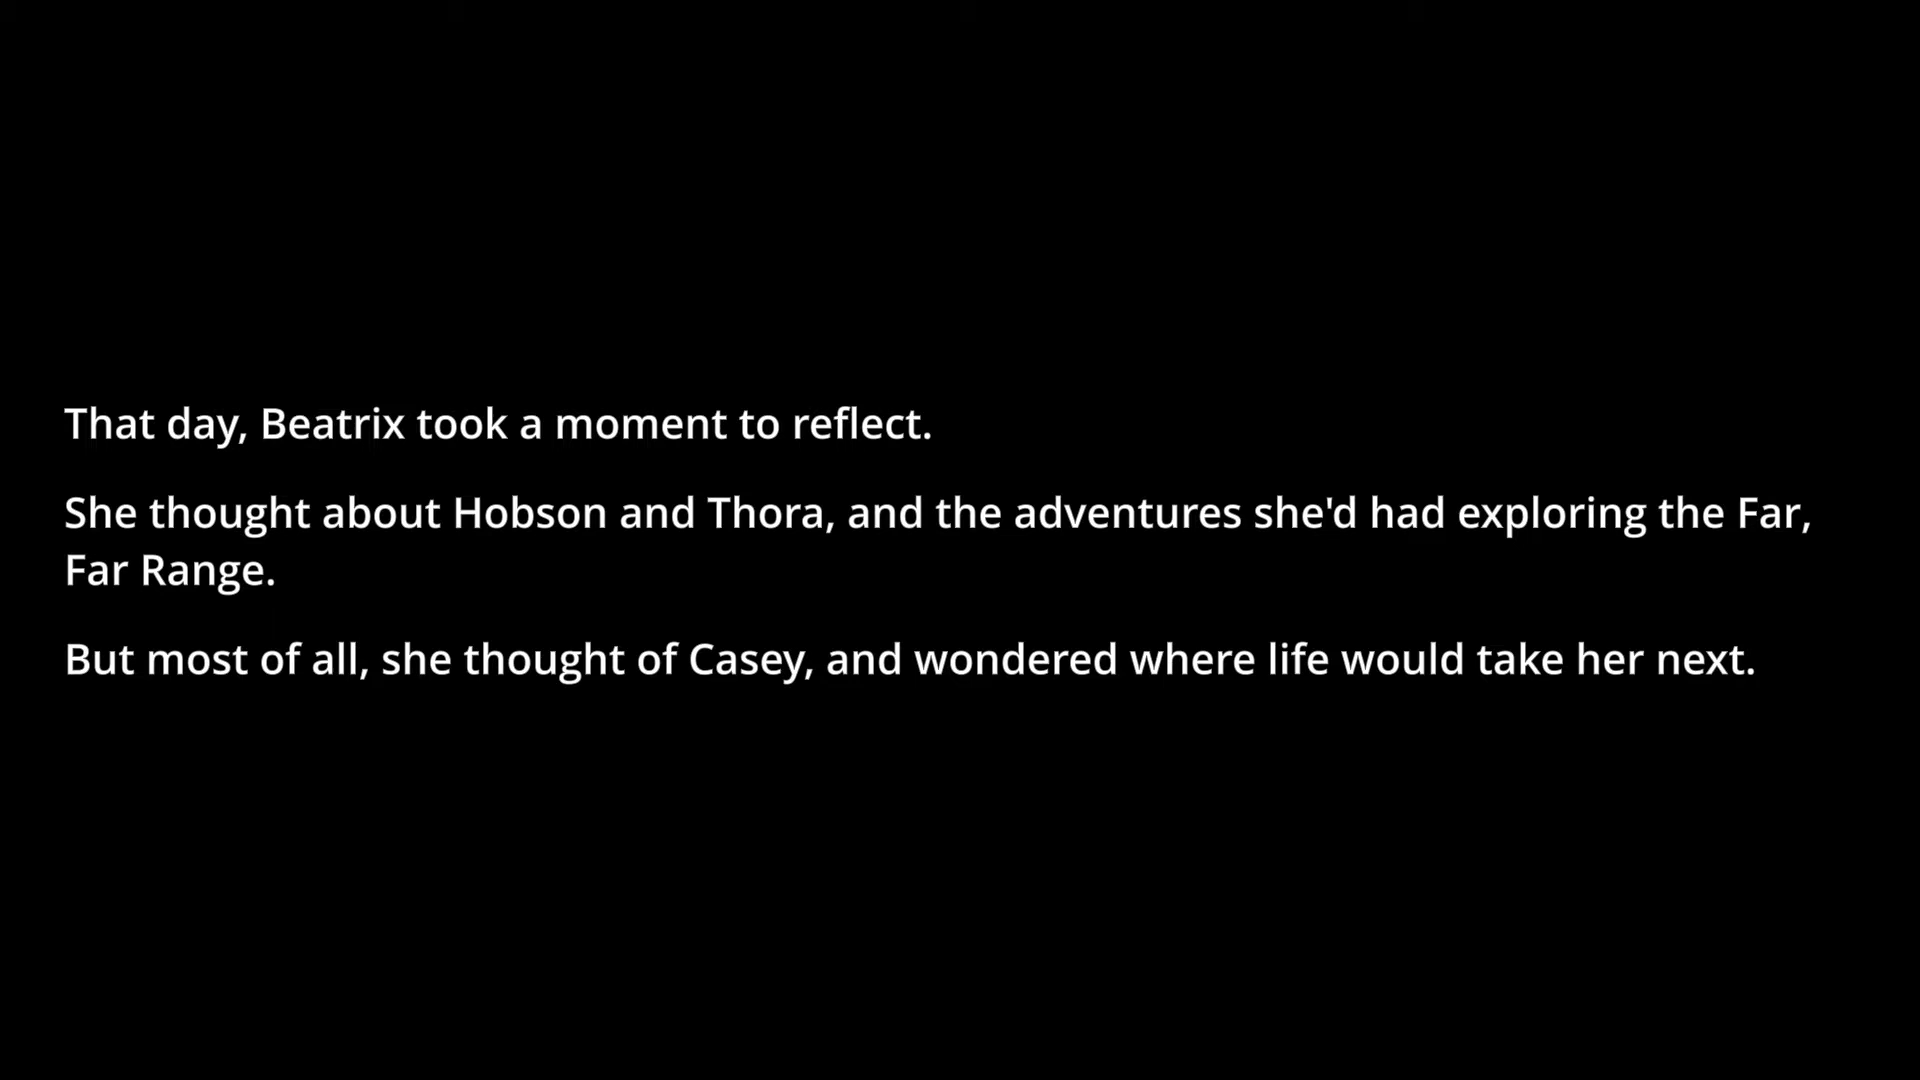 That day, Beatrix took a moment to reflect.
She thought about Hobson and Thora, and the adventures she'd had exploring the Far,
Far Range.
But most of all, she thought of Casey, and wondered where life would take her next.